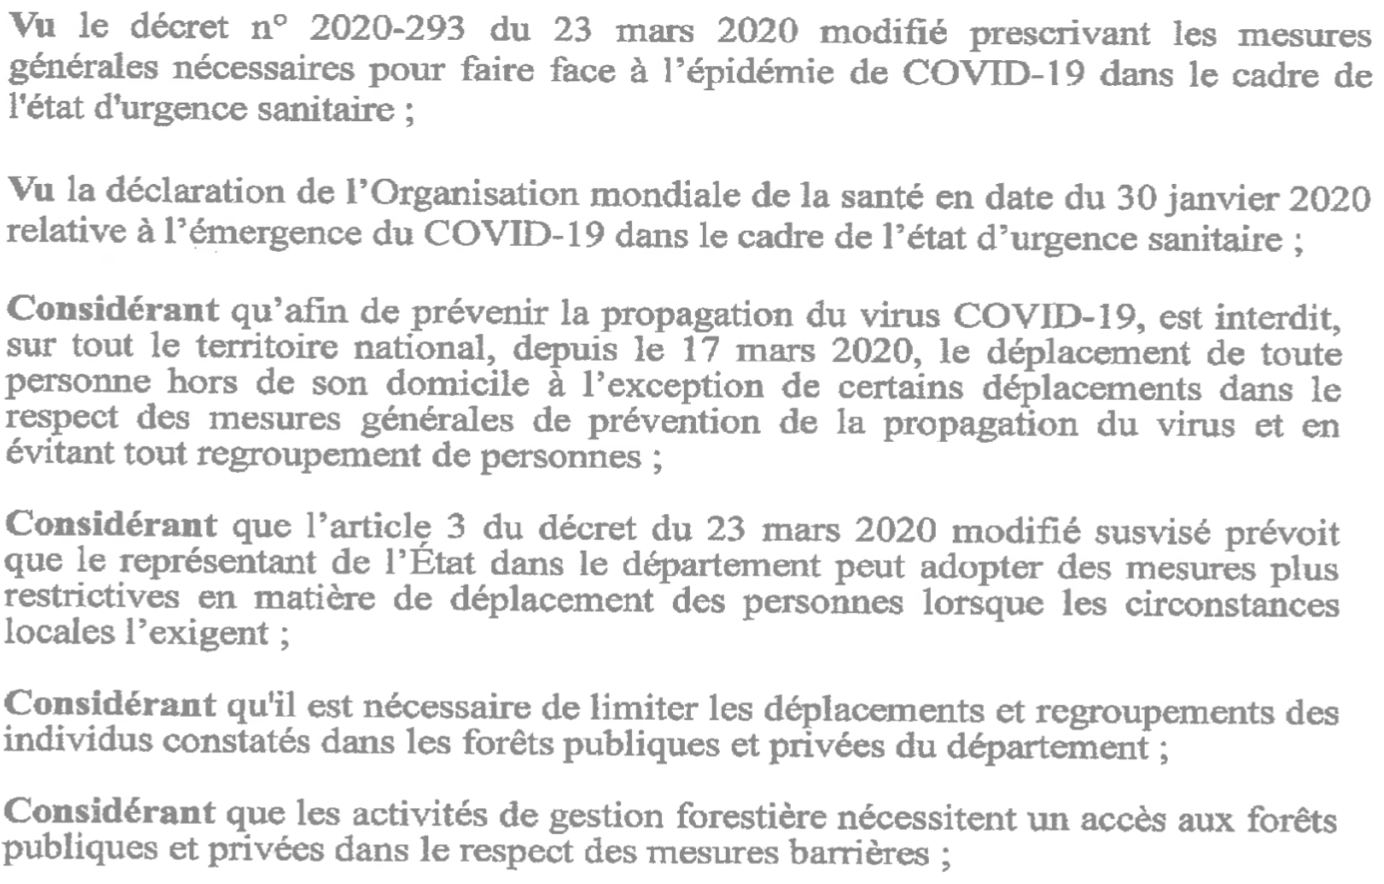 Vu le décret n° 2020-293 du 23 mars 2020 modifié prescrivant les mesures
générales nécessaires pour faire face à l’épidémie de COVID-19 dans le cadre de
l'état d'urgence sanitaire ;
Vu la déclaration de l’Organisation mondiale de la santé en date du 30 janvier 2020
relative à l’émergence du COVID-19 dans le cadre de l’état d’urgence sanitaire ;
Considérant qu’afin de prévenir la propagation du virus COVID-19, est interdit,
sur tout le territoire national, depuis le 17 mars 2020, le déplacement de toute
personne hors de son domicile à l’exception de certains déplacements dans le
respect des mesures générales de prévention de la propagation du virus et en
évitant tout regroupement de personnes ;
Considérant que l’article 3 du décret du 23 mars 2020 modifié susvisé prévoit
que le représentant de l’État dans le département peut adopter des mesures plus
restrictives en matière de déplacement des personnes lorsque les circonstances
locales l’exigent ;
Considérant qu'il est nécessaire de limiter les déplacements et regroupements des
individus constatés dans les forêts publiques et privées du département ;
Considérant que les activités de gestion forestière nécessitent un accès aux forêts
publiques et privées dans le respect des mesures barrières ;